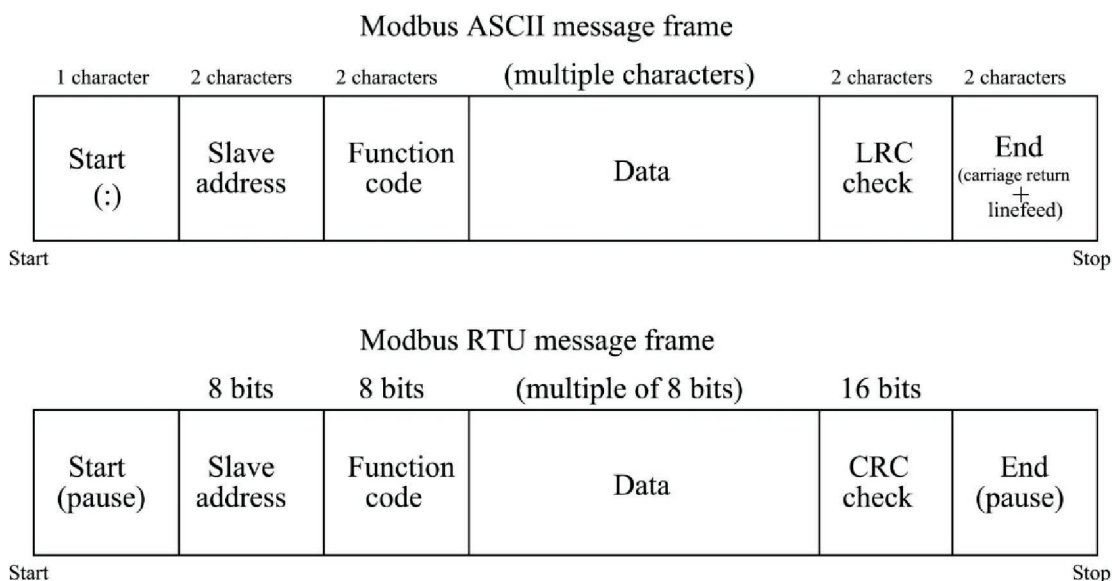 Modbus ASCII message frame
1 character 2 characters 2 characters (multiple characters) 2 characters 2 characters
Start
(:)
Slave
address
Function
code
Data
LRC
check
End
(carriage return
+
linefeed)
Start Stop
Modbus RTU message frame
8 bits 8 bits (multiple of 8 bits) 16 bits
Start
(pause)
Slave
address
Function
code
Data
CRC
check
End
(pause)
Start Stop